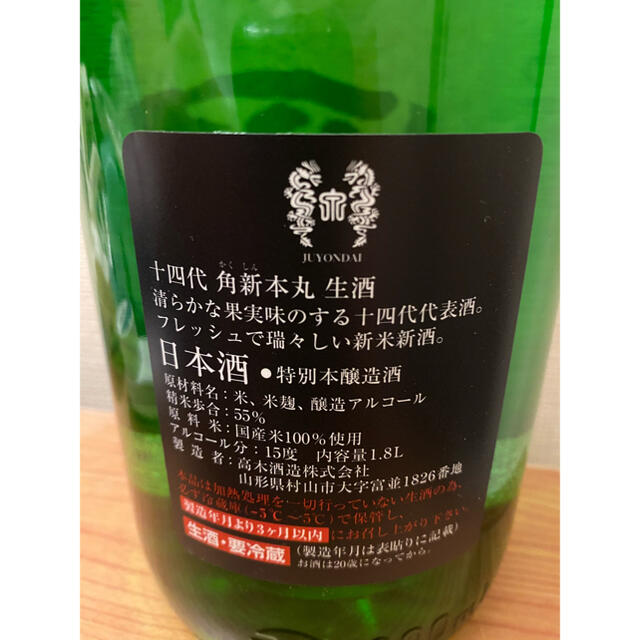 JUYONDAI
かく しん
十四代 角新本丸 生酒
清らかな果実味のする十四代代表酒。
フレッシュで瑞々しい新米新酒。
日本酒 ● 特別本醸造酒
原材料名：米、米麹、醸造アルコール
精米歩合：55%
原 料 米：国産米100%使用
アルコール分：15度 内容量1.8L
製 造 者：高木酒造株式会社
山形県村山市大字富並1826番地
本品は加熱処理を一切行っていない生酒の為、
必ず冷蔵庫(-5℃～5℃)で保管し、
製造年月より3ヶ月以内にお召し上がり下さい。
生酒・要冷蔵 (製造年月は表貼りに記載)
お酒は20歳になってから。